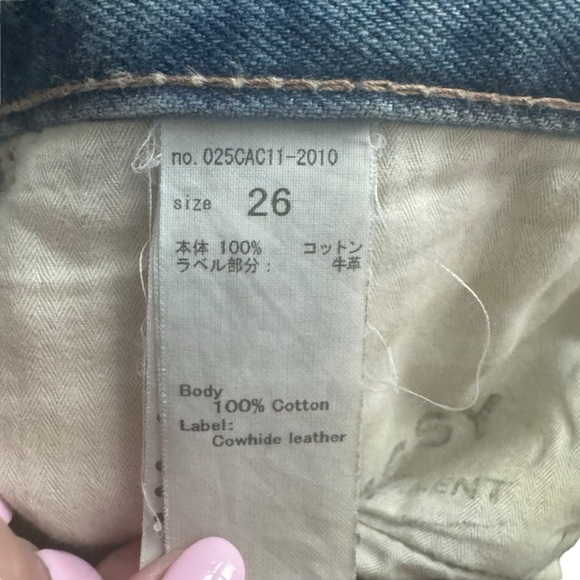 no. 025CAC11-2010
size 26
本体 100% コットン
ラベル部分: 牛革
Body
100% Cotton
Label:
Cowhide leather